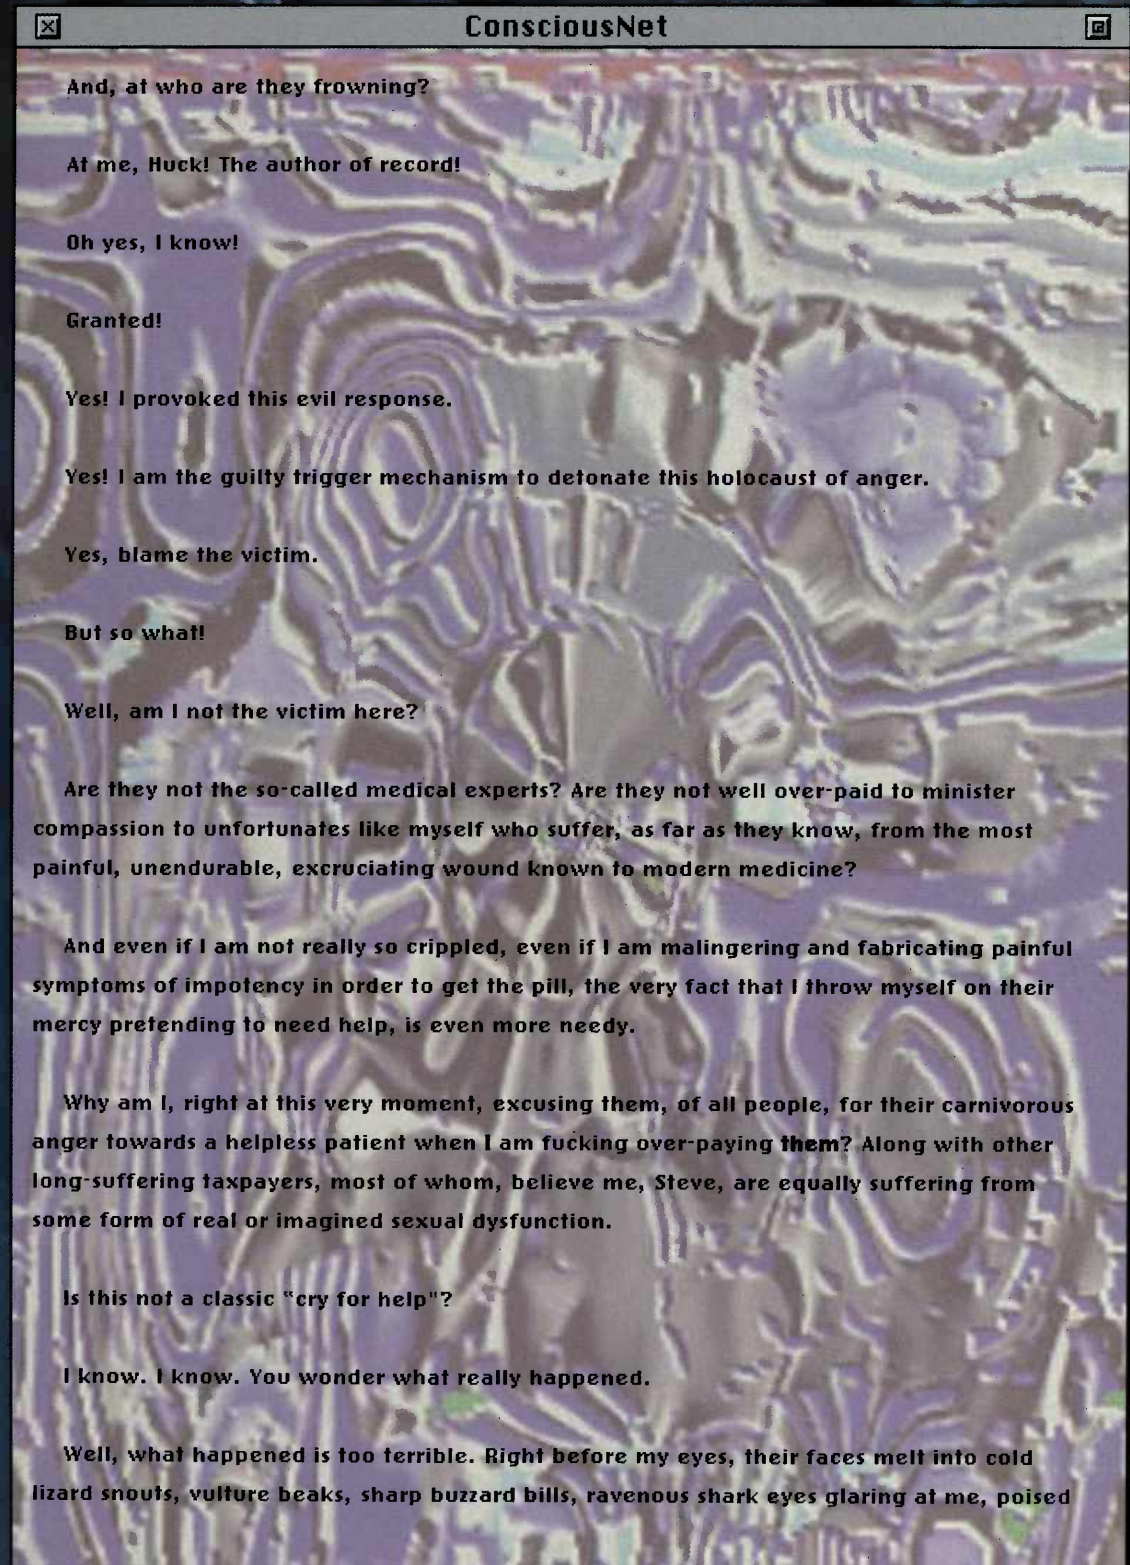 ConsciousNet
And, at who are they frowning?
At me, Huck! The author of record!
Oh yes, I know!
Granted!
Yes! I provoked this evil response.
Yes! I am the guilty trigger mechanism to detonate this holocaust of anger.
Yes, blame the victim.
But so what!
Well, am I not the victim here?
Are they not the so-called medical experts? Are they not well over-paid to minister
compassion to unfortunates like myself who suffer, as far as they know, from the most
painful, unendurable, excruciating wound known to modern medicine?
And even if I am not really so crippled, even if I am malingering and fabricating painful
symptoms of impotency in order to get the pill, the very fact that I throw myself on their
mercy pretending to need help, is even more needy.
Why am I, right at this very moment, excusing them, of all people, for their carnivorous
anger towards a helpless patient when I am fucking over-paying them? Along with other
long-suffering taxpayers, most of whom, believe me, Steve, are equally suffering from
some form of real or imagined sexual dysfunction.
Is this not a classic "cry for help"?
I know. I know. You wonder what really happened.
Well, what happened is too terrible. Right before my eyes, their faces melt into cold
lizard snouts, vulture beaks, sharp buzzard bills, ravenous shark eyes glaring at me, poised